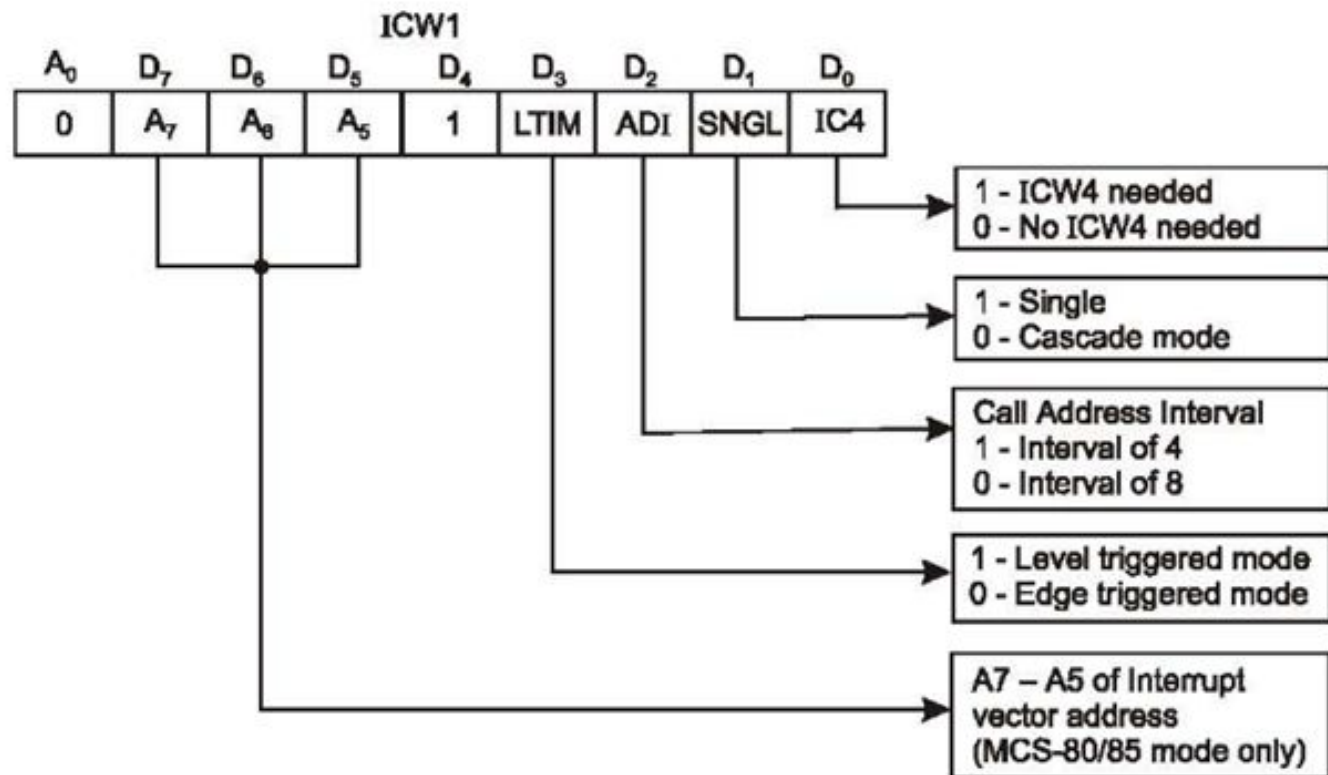 ICW1
A₀ D₇ D₆ D₅ D₄ D₃ D₂ D₁ D₀
0 A₇ A₆ A₅ 1 LTIM ADI SNGL IC4
1 - ICW4 needed
0 - No ICW4 needed
1 - Single
0 - Cascade mode
Call Address Interval
1 - Interval of 4
0 - Interval of 8
1 - Level triggered mode
0 - Edge triggered mode
A7 – A5 of Interrupt
vector address
(MCS-80/85 mode only)